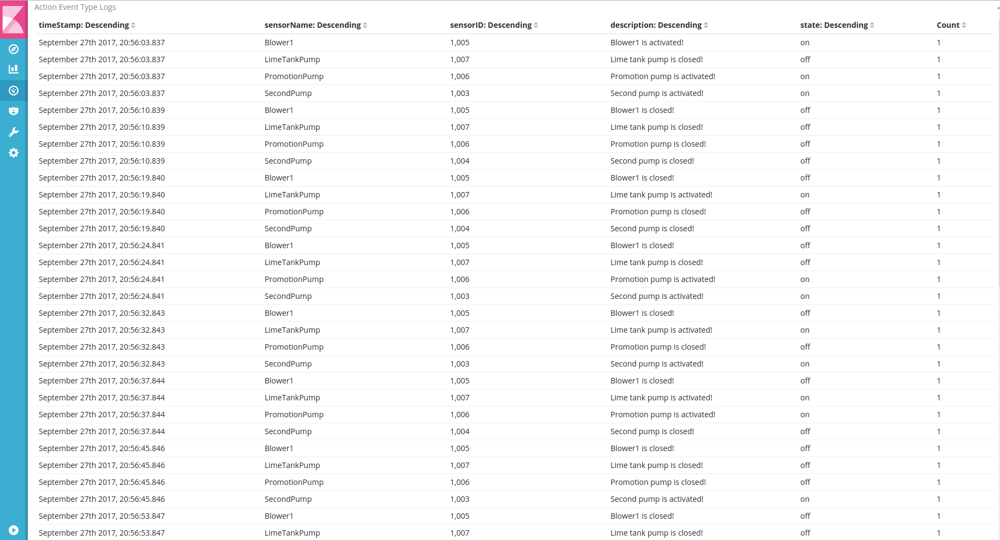 Action Event Type Logs
timeStamp: Descending sensorName: Descending sensorID: Descending description: Descending state: Descending Count
September 27th 2017, 20:56:03.837 Blower1 1,005 Blower1 is activated! on 1
September 27th 2017, 20:56:03.837 LimeTankPump 1,007 Lime tank pump is closed! off 1
September 27th 2017, 20:56:03.837 PromotionPump 1,006 Promotion pump is activated! on 1
September 27th 2017, 20:56:03.837 SecondPump 1,003 Second pump is activated! on 1
September 27th 2017, 20:56:10.839 Blower1 1,005 Blower1 is closed! off 1
September 27th 2017, 20:56:10.839 LimeTankPump 1,007 Lime tank pump is closed! off 1
September 27th 2017, 20:56:10.839 PromotionPump 1,006 Promotion pump is closed! off 1
September 27th 2017, 20:56:10.839 SecondPump 1,004 Second pump is closed! off 1
September 27th 2017, 20:56:19.840 Blower1 1,005 Blower1 is closed! off 1
September 27th 2017, 20:56:19.840 LimeTankPump 1,007 Lime tank pump is activated! on 1
September 27th 2017, 20:56:19.840 PromotionPump 1,006 Promotion pump is closed! off 1
September 27th 2017, 20:56:19.840 SecondPump 1,004 Second pump is closed! off 1
September 27th 2017, 20:56:24.841 Blower1 1,005 Blower1 is closed! off 1
September 27th 2017, 20:56:24.841 LimeTankPump 1,007 Lime tank pump is closed! off 1
September 27th 2017, 20:56:24.841 PromotionPump 1,006 Promotion pump is activated! on 1
September 27th 2017, 20:56:24.841 SecondPump 1,003 Second pump is activated! on 1
September 27th 2017, 20:56:32.843 Blower1 1,005 Blower1 is closed! off 1
September 27th 2017, 20:56:32.843 LimeTankPump 1,007 Lime tank pump is activated! on 1
September 27th 2017, 20:56:32.843 PromotionPump 1,006 Promotion pump is closed! off 1
September 27th 2017, 20:56:32.843 SecondPump 1,003 Second pump is activated! on 1
September 27th 2017, 20:56:37.844 Blower1 1,005 Blower1 is closed! off 1
September 27th 2017, 20:56:37.844 LimeTankPump 1,007 Lime tank pump is activated! on 1
September 27th 2017, 20:56:37.844 PromotionPump 1,006 Promotion pump is activated! on 1
September 27th 2017, 20:56:37.844 SecondPump 1,004 Second pump is closed! off 1
September 27th 2017, 20:56:45.846 Blower1 1,005 Blower1 is closed! off 1
September 27th 2017, 20:56:45.846 LimeTankPump 1,007 Lime tank pump is closed! off 1
September 27th 2017, 20:56:45.846 PromotionPump 1,006 Promotion pump is closed! off 1
September 27th 2017, 20:56:45.846 SecondPump 1,003 Second pump is activated! on 1
September 27th 2017, 20:56:53.847 Blower1 1,005 Blower1 is closed! off 1
September 27th 2017, 20:56:53.847 LimeTankPump 1,007 Lime tank pump is closed! off 1